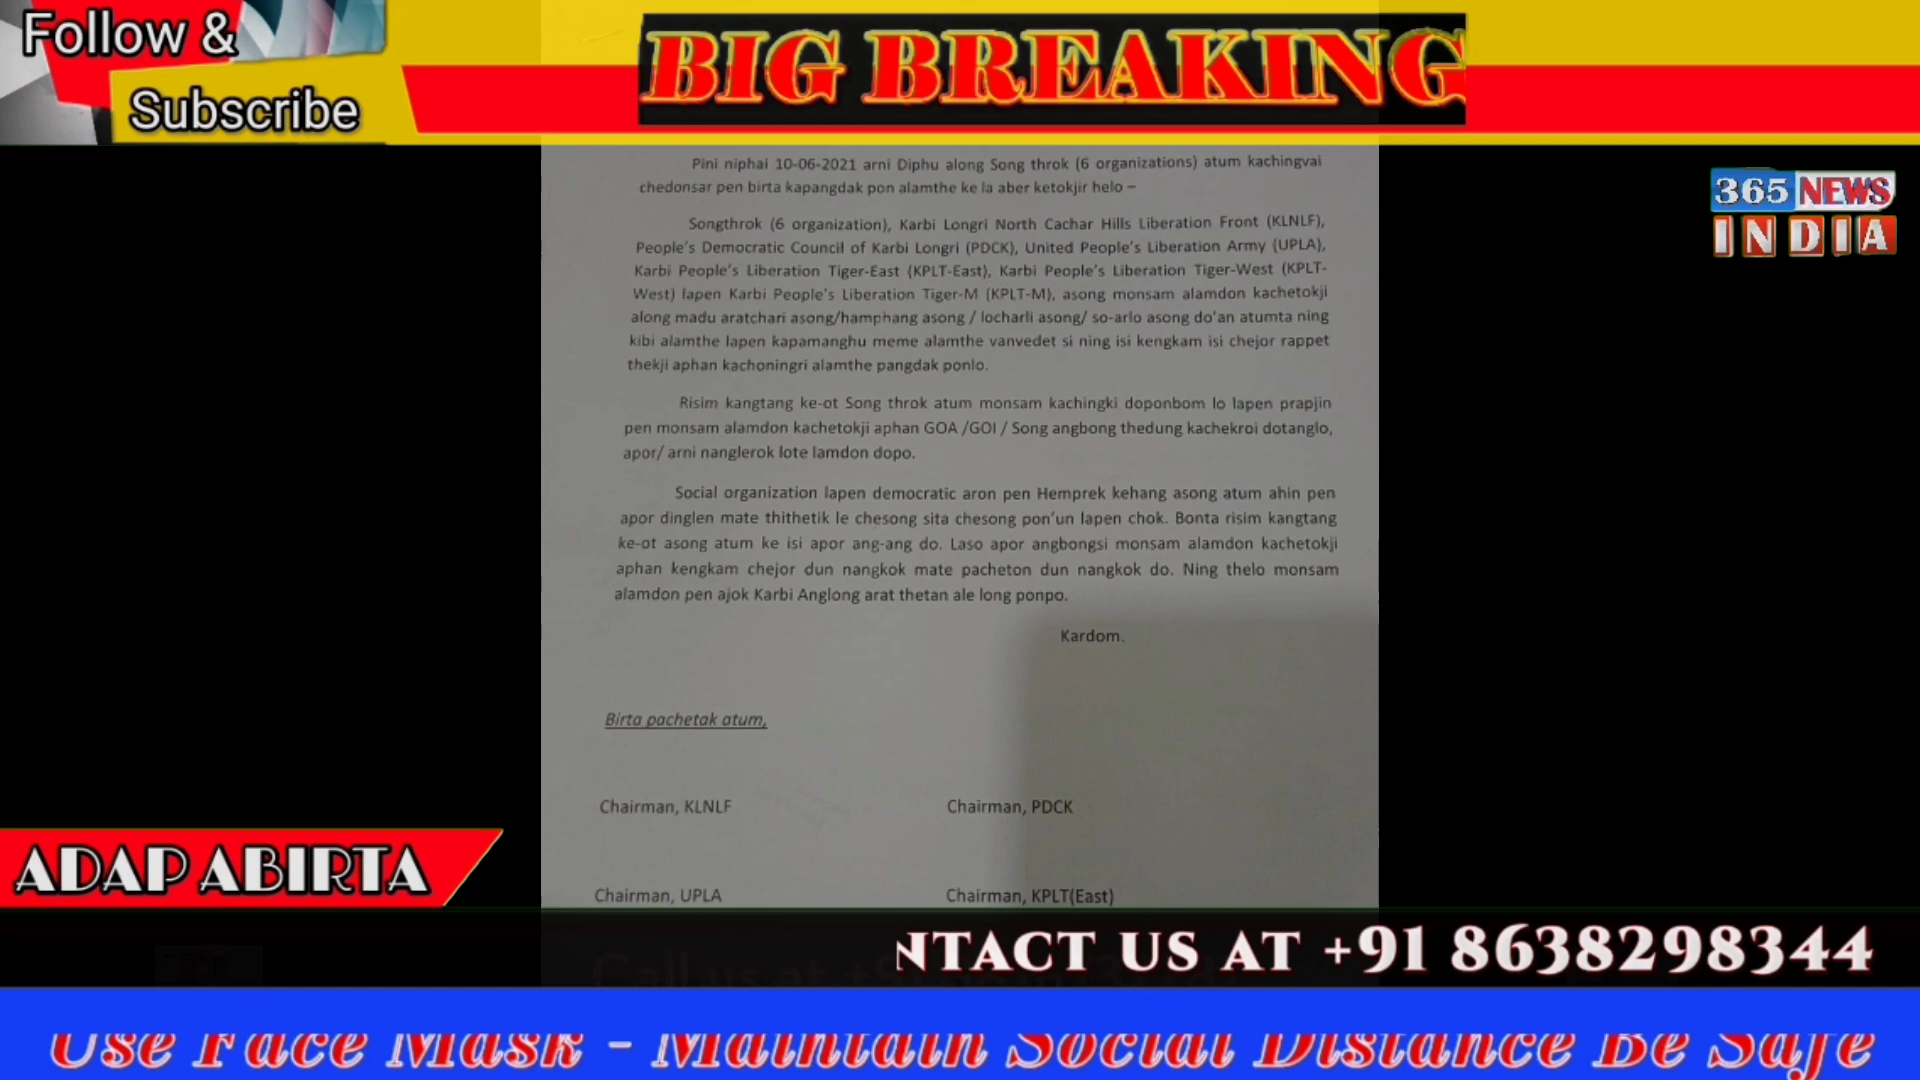 Follow &
Subscribe
BIG BREAKING
365 NEWS
INDIA
Pini niphai 10-06-2021 arni Diphu along Song throk (6 organizations) atum kachingvai
chedonsar pen birta kapangdak pon alamthe ke la aber ketokjir helo –
Songthrok (6 organization), Karbi Longri North Cachar Hills Liberation Front (KLNLF),
People's Democratic Council of Karbi Longri (PDCK), United People's Liberation Army (UPLA),
Karbi People's Liberation Tiger-East (KPLT-East), Karbi People's Liberation Tiger-West (KPLT-
West) lapen Karbi People's Liberation Tiger-M (KPLT-M), asong monsam alamdon kachetokji
along madu aratchari asong/hamphang asong / locharli asong/ so-arlo asong do'an atumta ning
kibi alamthe lapen kapamanghu meme alamthe vanvedet si ning isi kengkam isi chejor rappet
thekji aphan kachoningri alamthe pangdak ponlo.
Risim kangtang ke-ot Song throk atum monsam kachingki doponbom lo lapen prapjin
pen monsam alamdon kachetokji aphan GOA /GOI / Song angbong thedung kachekroi dotanglo,
apor/ arni nanglerok lote lamdon dopo.
Social organization lapen democratic aron pen Hemprek kehang asong atum ahin pen
apor dinglen mate thithetik le chesong sita chesong pon'un lapen chok. Bonta risim kangtang
ke-ot asong atum ke isi apor ang-ang do. Laso apor angbongsi monsam alamdon kachetokji
aphan kengkam chejor dun nangkok mate pacheton dun nangkok do. Ning thelo monsam
alamdon pen ajok Karbi Anglong arat thetan ale long ponpo.
Kardom.
Birta pachetak atum,
Chairman, KLNLF Chairman, PDCK
Chairman, UPLA Chairman, KPLT(East)
ADAP ABIRTA
NTACT US AT +91 8638298344
Use Face Mask - Maintain Social Distance Be Safe